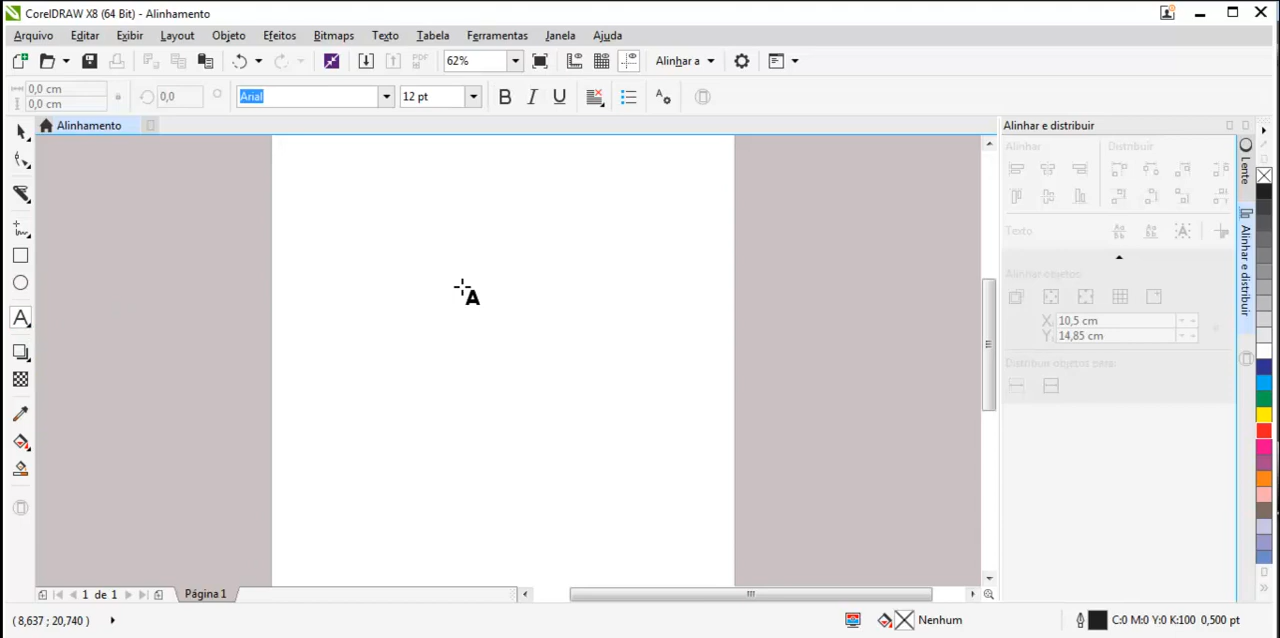 CorelDRAW X8 (64 Bit) - Alinhamento
Arquivo Editar Exibir Layout Objeto Efeitos Bitmaps Texto Tabela Ferramentas Janela Ajuda
PDF 62% Alinhar a
0,0 cm
0,0 cm
0,0 Arial 12 pt B I U
Alinhamento
Alinhar e distribuir
Alinhar Distribuir
Texto
Alinhar objetos:
X: 10,5 cm
Y: 14,85 cm
Distribuir objetos para:
Lente
Alinhar e distribuir
A
1 de 1 Página 1
( 8,637 ; 20,740 ) Nenhum C:0 M:0 Y:0 K:100 0,500 pt